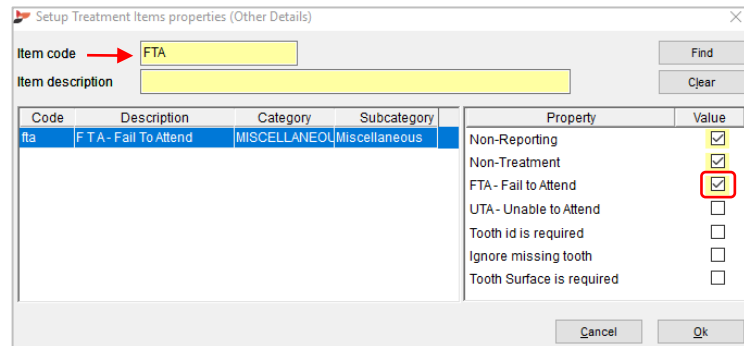 Setup Treatment Items properties (Other Details)
Item code FTA Find
Item description Clear
Code Description Category Subcategory
fta F T A - Fail To Attend MISCELLANEOU Miscellaneous
Property Value
Non-Reporting
Non-Treatment
FTA - Fail to Attend
UTA - Unable to Attend
Tooth id is required
Ignore missing tooth
Tooth Surface is required
Cancel Ok